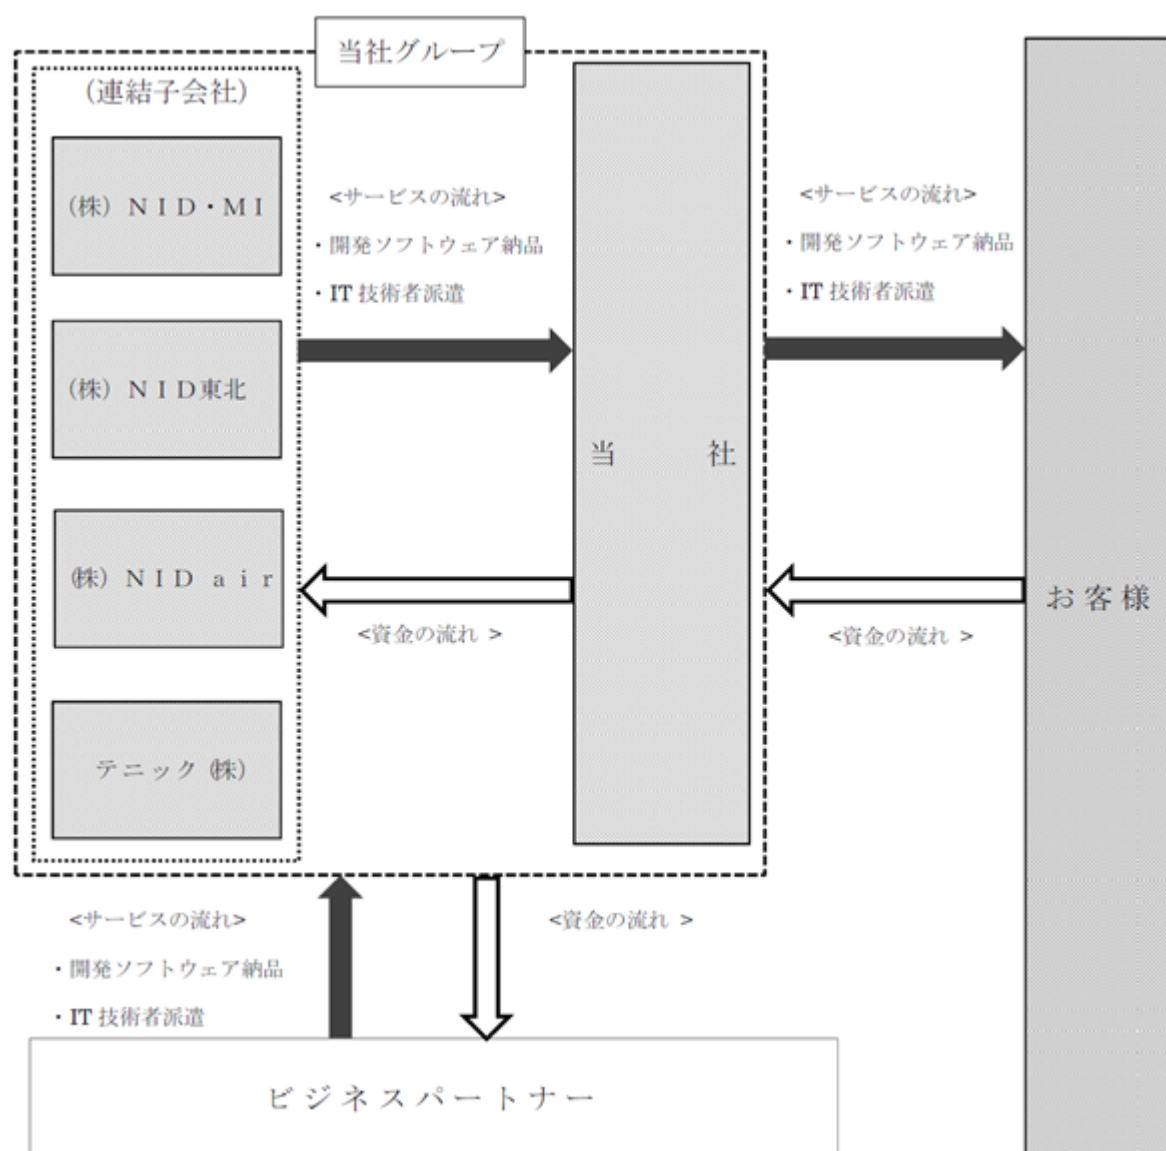 当社グループ
(連結子会社)
(株)ＮＩＤ・ＭＩ
(株)ＮＩＤ東北
(株)ＮＩＤ ａｉｒ
テニック(株)
<サービスの流れ>
・開発ソフトウェア納品
・IT 技術者派遣
<資金の流れ >
当 社
<サービスの流れ>
・開発ソフトウェア納品
・IT 技術者派遣
<資金の流れ >
お客様
<サービスの流れ>
・開発ソフトウェア納品
・IT 技術者派遣
<資金の流れ >
ビジネスパートナー